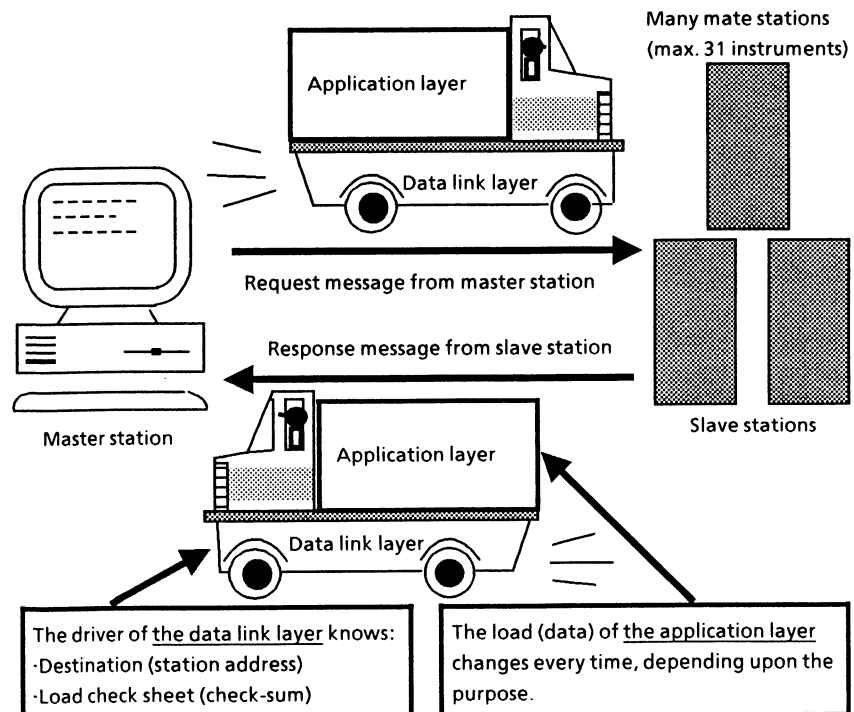 Many mate stations
(max. 31 instruments)
Application layer
Data link layer
Request message from master station
Response message from slave station
Master station
Slave stations
Application layer
Data link layer
The driver of the data link layer knows:
·Destination (station address)
·Load check sheet (check-sum)
The load (data) of the application layer
changes every time, depending upon the
purpose.